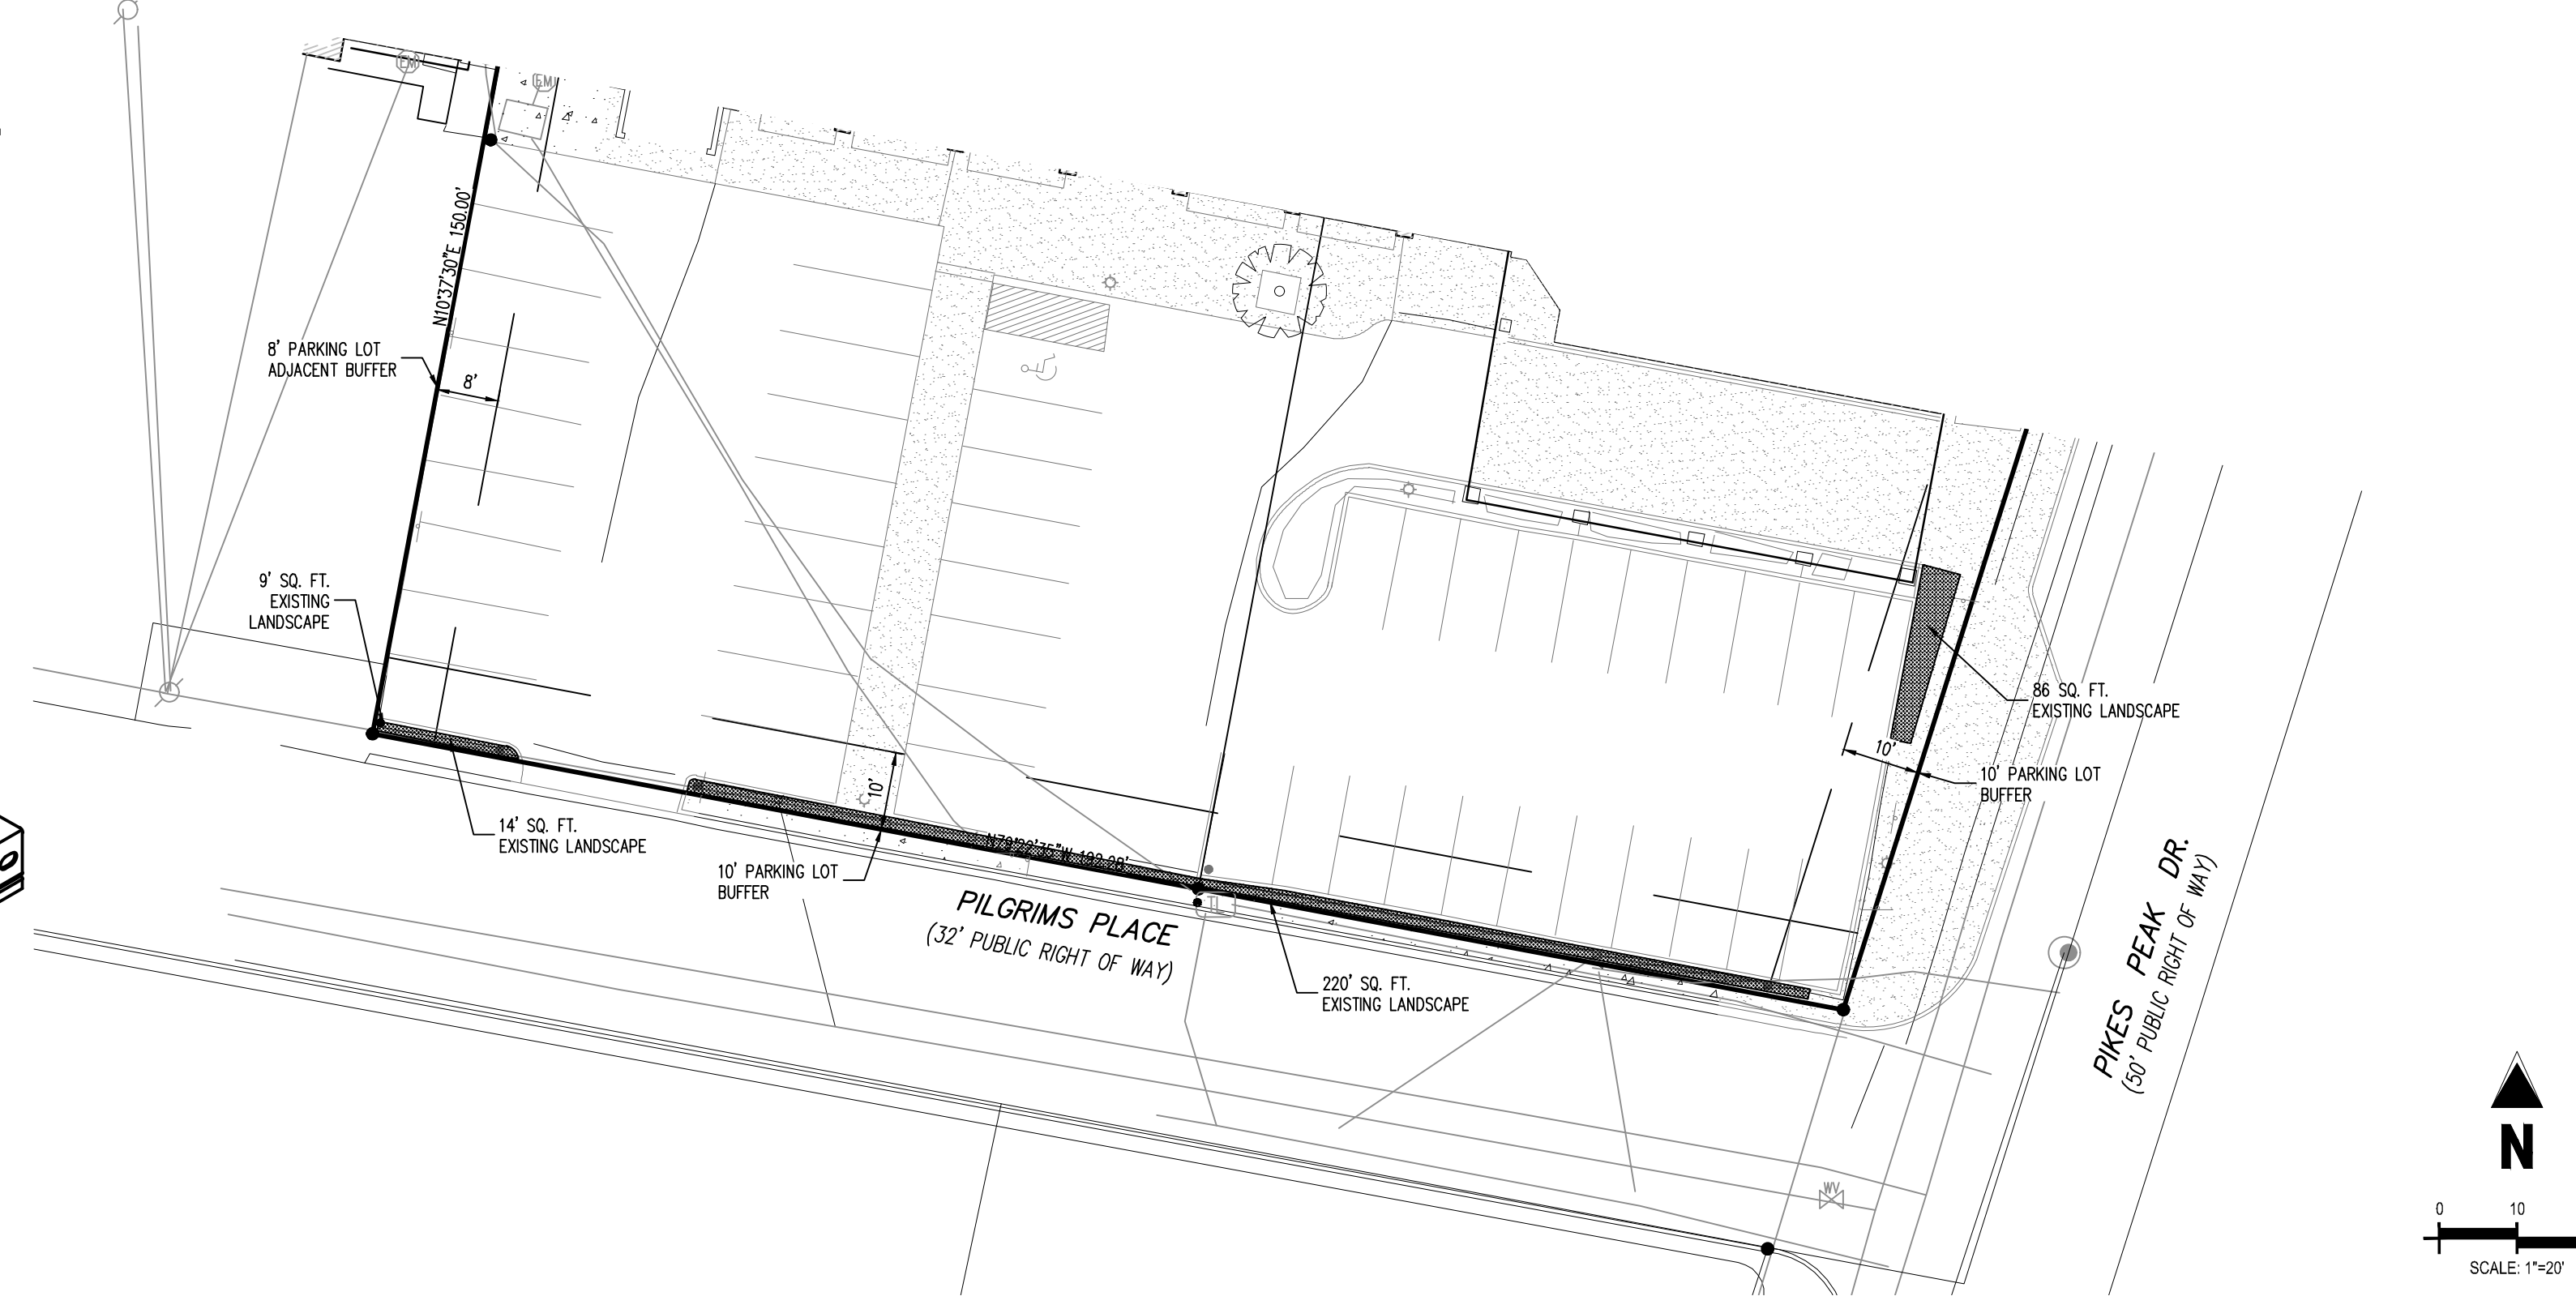 EM
EM
N10°37'30"E 150.00'
8' PARKING LOT
ADJACENT BUFFER
8'
9' SQ. FT.
EXISTING
LANDSCAPE
14' SQ. FT.
EXISTING LANDSCAPE
10'
10' PARKING LOT
BUFFER
PILGRIMS PLACE
(32' PUBLIC RIGHT OF WAY)
220' SQ. FT.
EXISTING LANDSCAPE
86 SQ. FT.
EXISTING LANDSCAPE
10'
10' PARKING LOT
BUFFER
PIKES PEAK DR.
(50' PUBLIC RIGHT OF WAY)
WV
N
0 10
SCALE: 1"=20'